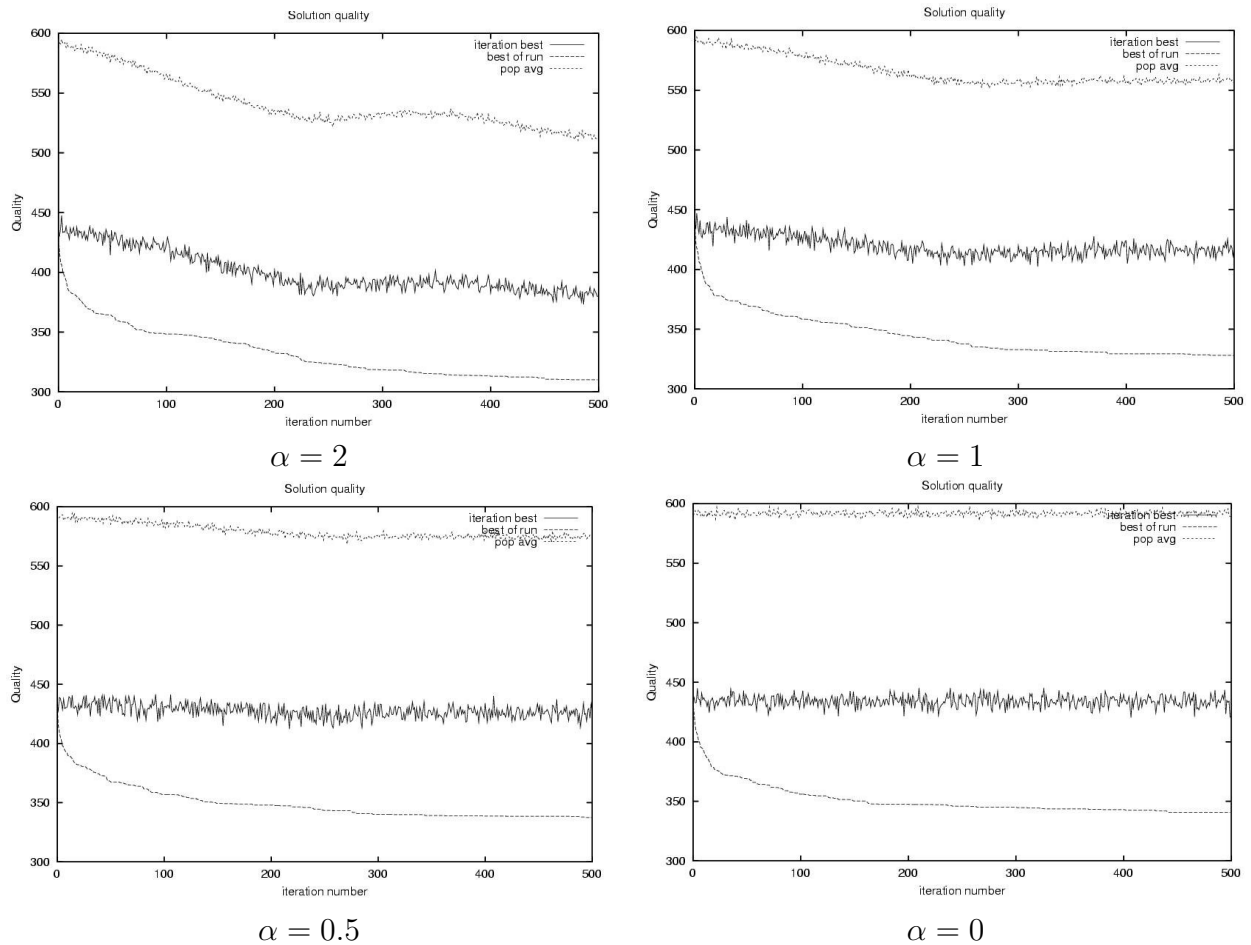 Solution quality
600
550
500
450
400
350
300
Quality
iteration best
best of run
pop avg
0
100
200
300
400
500
iteration number
α = 2
Solution quality
600
550
500
450
400
350
300
Quality
iteration best
best of run
pop avg
0
100
200
300
400
500
iteration number
α = 1
Solution quality
600
550
500
450
400
350
300
Quality
iteration best
best of run
pop avg
0
100
200
300
400
500
iteration number
α = 0.5
Solution quality
600
550
500
450
400
350
300
Quality
iteration best
best of run
pop avg
0
100
200
300
400
500
iteration number
α = 0